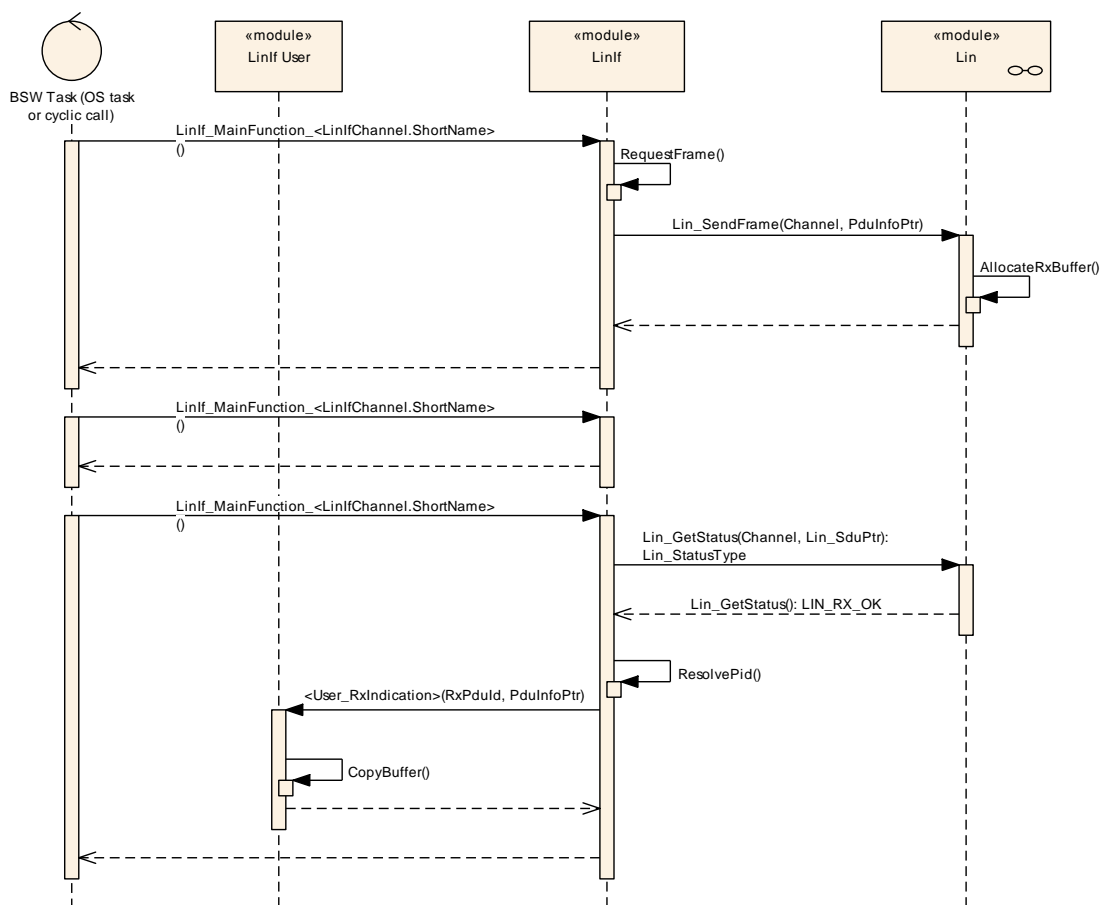 «module»
LinIf User
«module»
LinIf
«module»
Lin
BSW Task (OS task
or cyclic call)
LinIf_MainFunction_<LinIfChannel.ShortName>
()
RequestFrame()
Lin_SendFrame(Channel, PduInfoPtr)
AllocateRxBuffer()
LinIf_MainFunction_<LinIfChannel.ShortName>
()
LinIf_MainFunction_<LinIfChannel.ShortName>
()
Lin_GetStatus(Channel, Lin_SduPtr):
Lin_StatusType
Lin_GetStatus(): LIN_RX_OK
ResolvePid()
<User_RxIndication>(RxPduId, PduInfoPtr)
CopyBuffer()